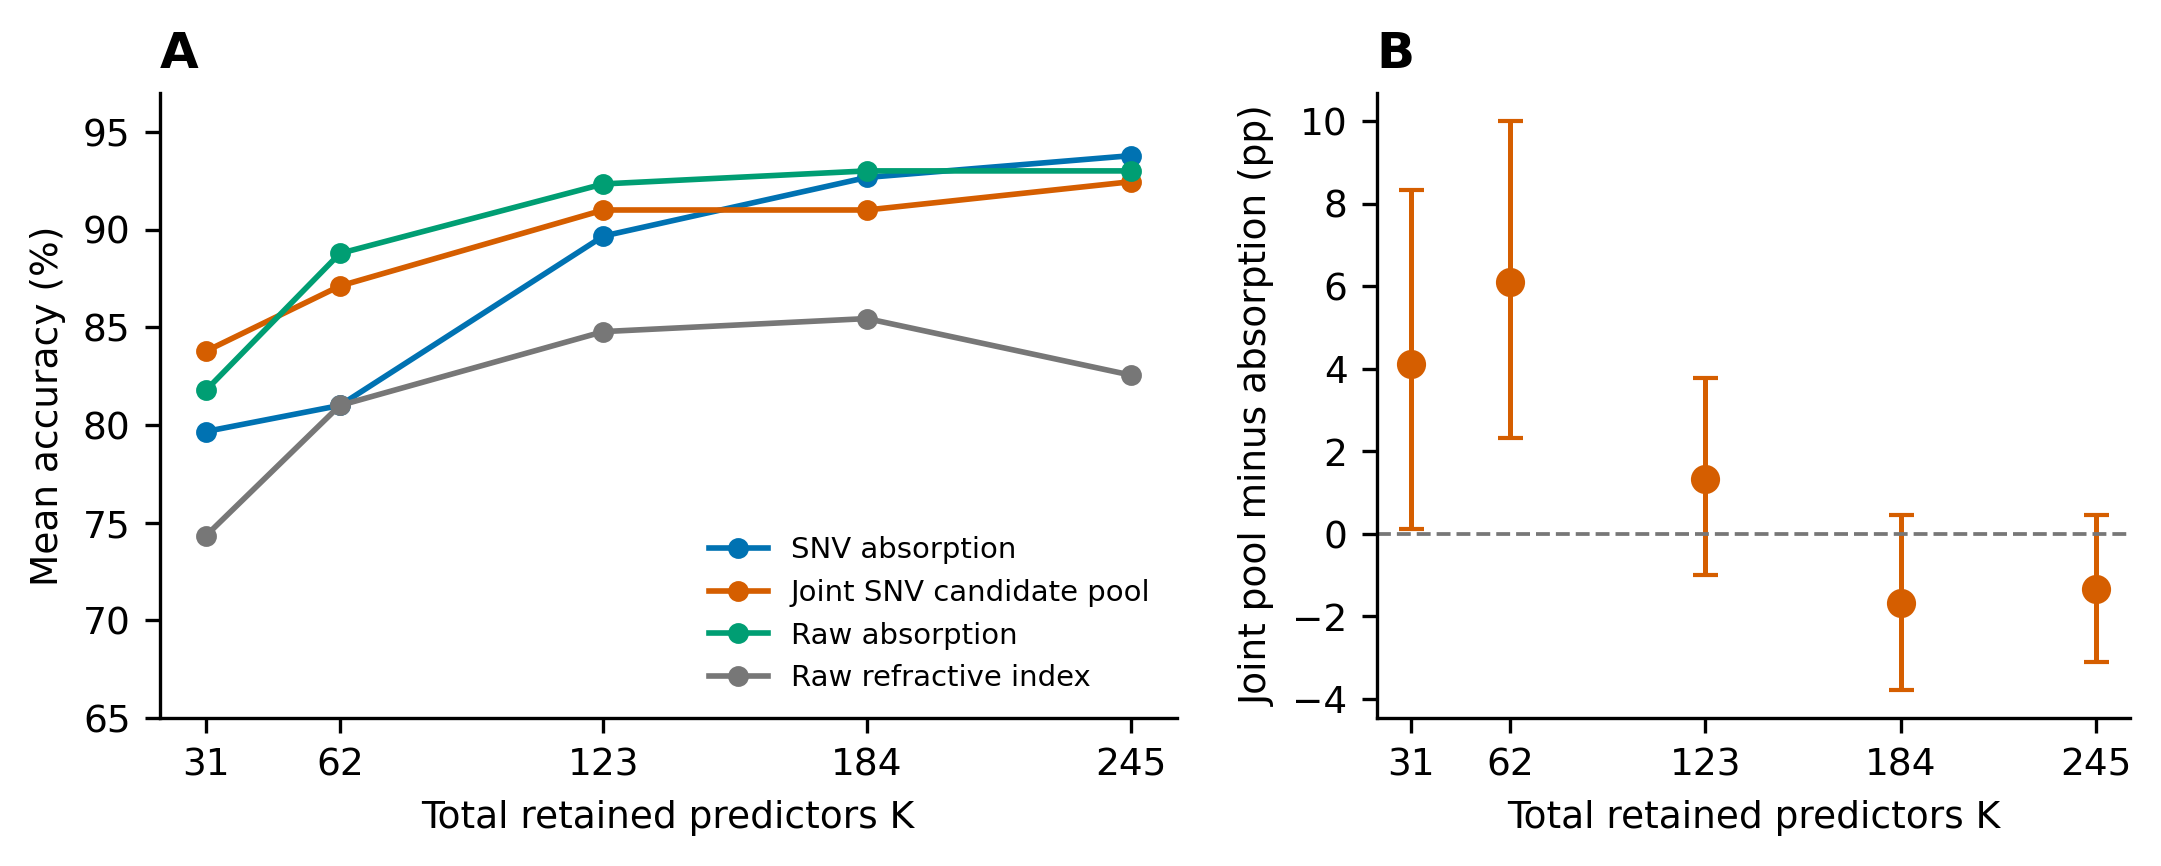 A
Mean accuracy (%)
95
90
85
80
75
70
65
31 62 123 184 245
Total retained predictors K
SNV absorption
Joint SNV candidate pool
Raw absorption
Raw refractive index
B
Joint pool minus absorption (pp)
10
8
6
4
2
0
−2
−4
31 62 123 184 245
Total retained predictors K